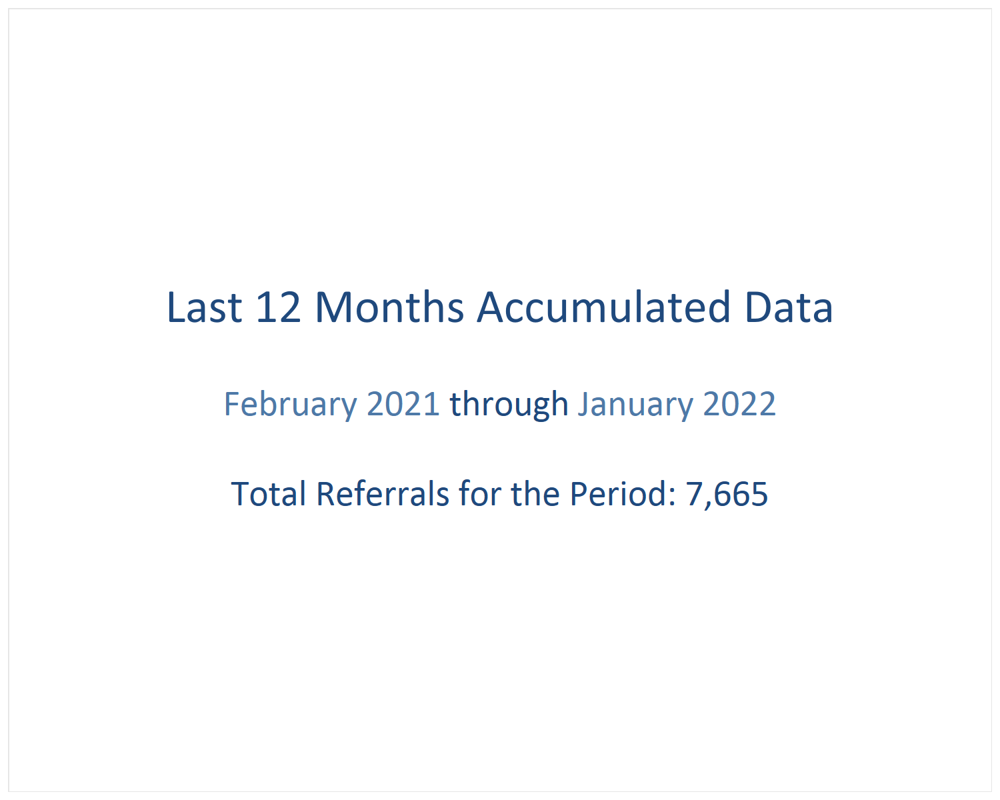 Last 12 Months Accumulated Data
February 2021 through January 2022
Total Referrals for the Period: 7,665